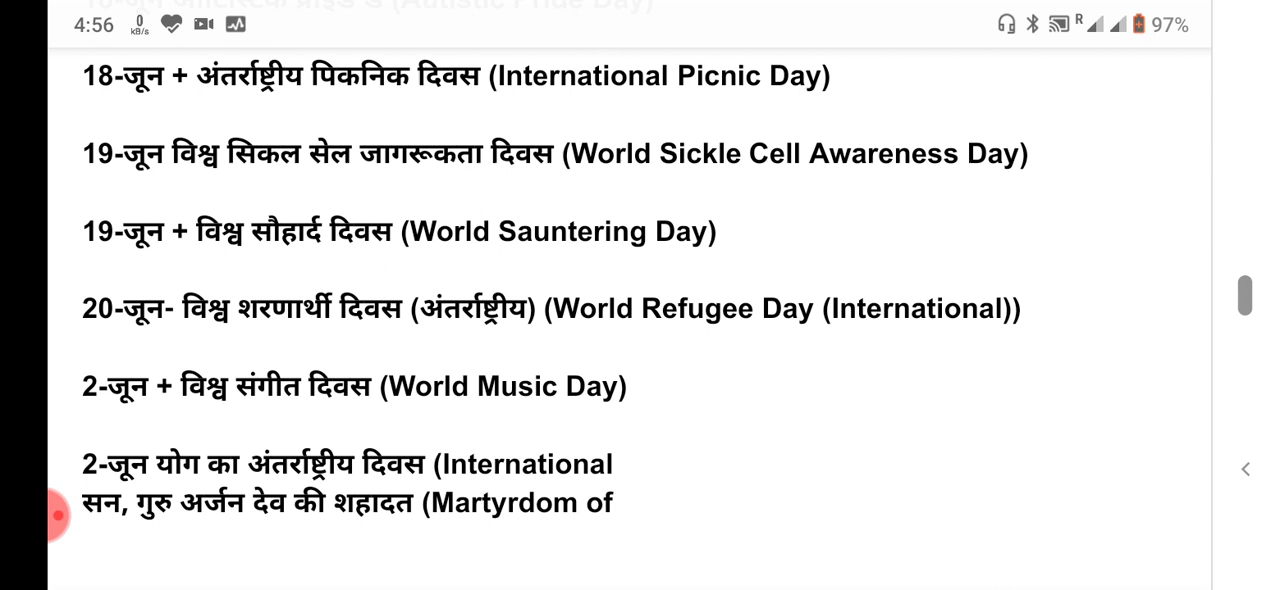 4:56 0 kB/s R 97%
18-जून + अंतर्राष्ट्रीय पिकनिक दिवस (International Picnic Day)
19-जून विश्व सिकल सेल जागरूकता दिवस (World Sickle Cell Awareness Day)
19-जून + विश्व सौहार्द दिवस (World Sauntering Day)
20-जून- विश्व शरणार्थी दिवस (अंतर्राष्ट्रीय) (World Refugee Day (International))
2-जून + विश्व संगीत दिवस (World Music Day)
2-जून योग का अंतर्राष्ट्रीय दिवस (International
सन, गुरु अर्जन देव की शहादत (Martyrdom of